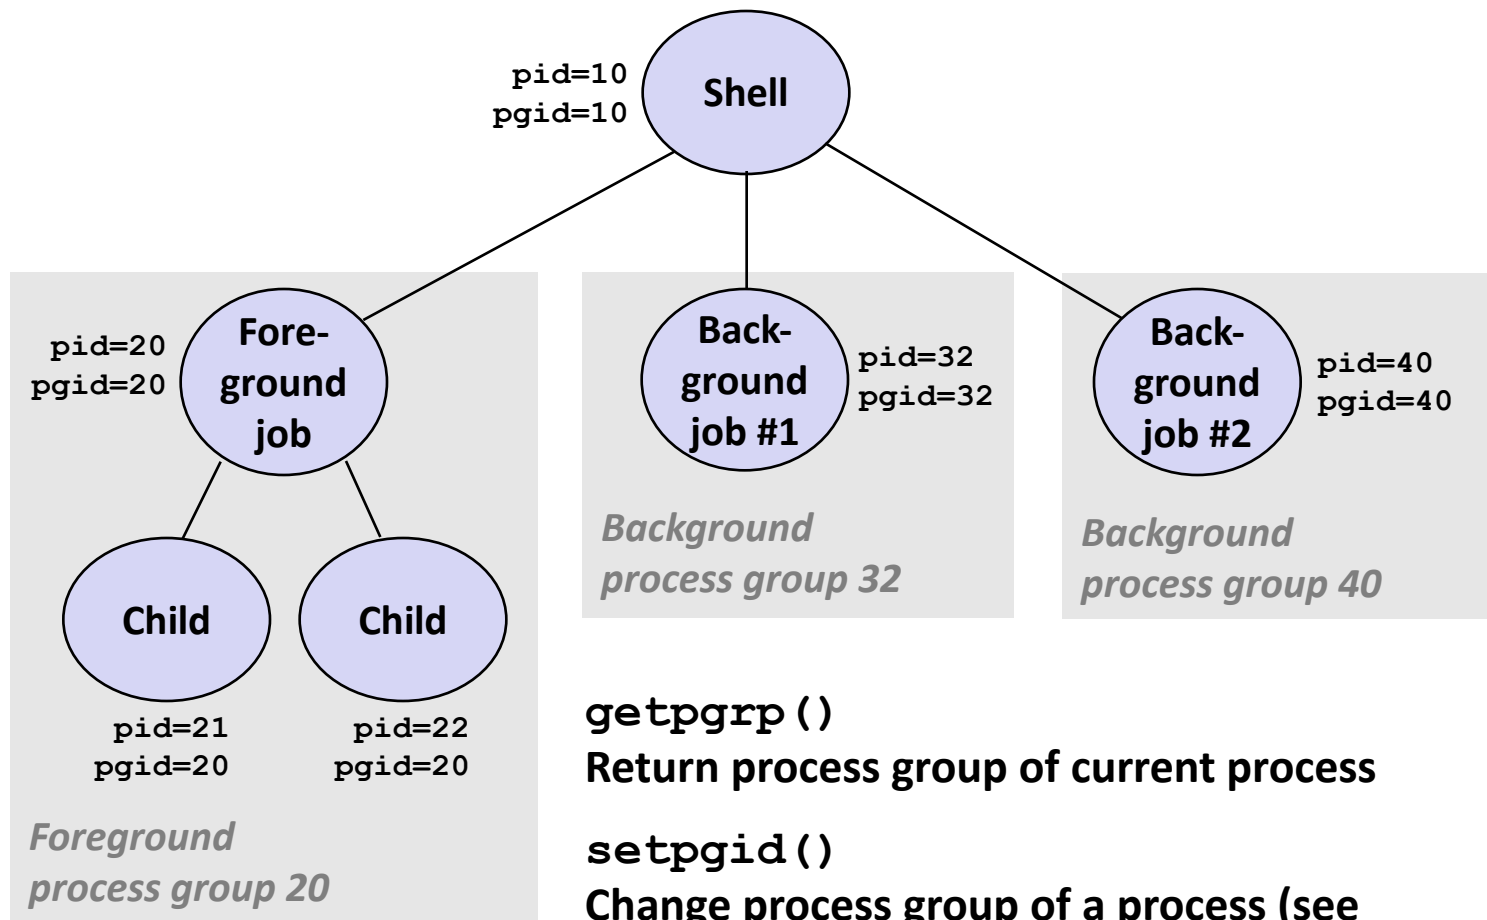 pid=10
pgid=10
Shell
pid=20
pgid=20
Fore-
ground
job
Back-
ground
job #1
pid=32
pgid=32
Back-
ground
job #2
pid=40
pgid=40
Background
process group 32
Background
process group 40
Child
Child
pid=21
pgid=20
pid=22
pgid=20
Foreground
process group 20
getpgrp()
Return process group of current process
setpgid()
Change process group of a process (see